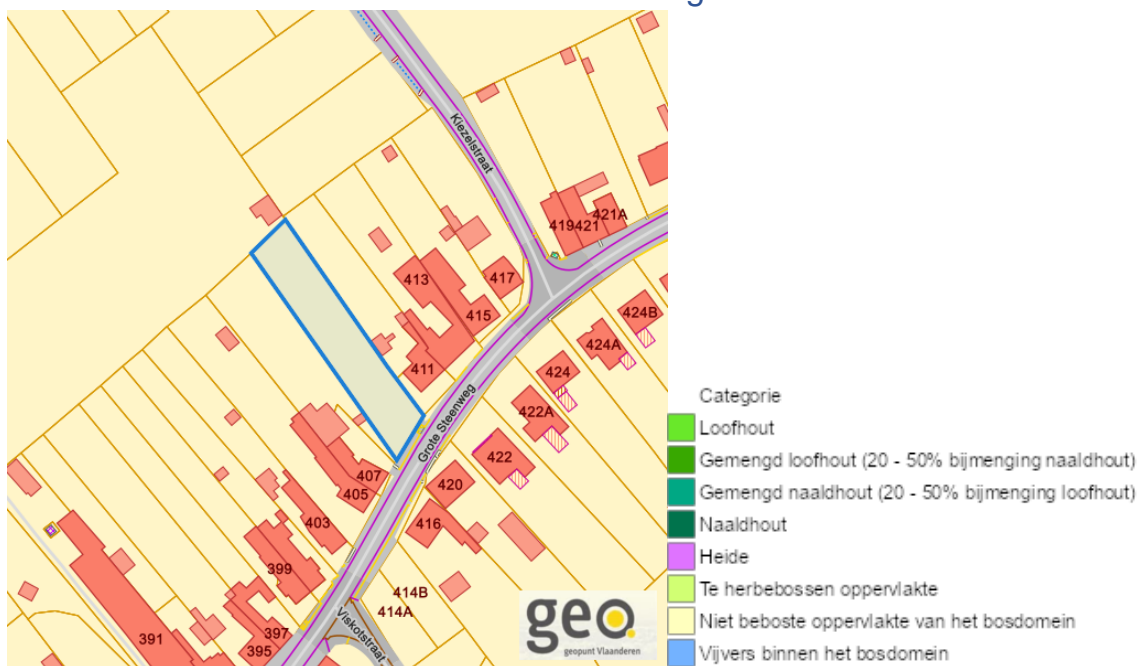 Kiezelstraat
419 421 421A
413
417
415
424B
424A
411
424
422A
Grote Steenweg
422
407
420
405
403
416
399
414B
414A
397
391
395
Viskotstraat
geo
geopunt Vlaanderen
Categorie
Loofhout
Gemengd loofhout (20 - 50% bijmenging naaldhout)
Gemengd naaldhout (20 - 50% bijmenging loofhout)
Naaldhout
Heide
Te herbebossen oppervlakte
Niet beboste oppervlakte van het bosdomein
Vijvers binnen het bosdomein